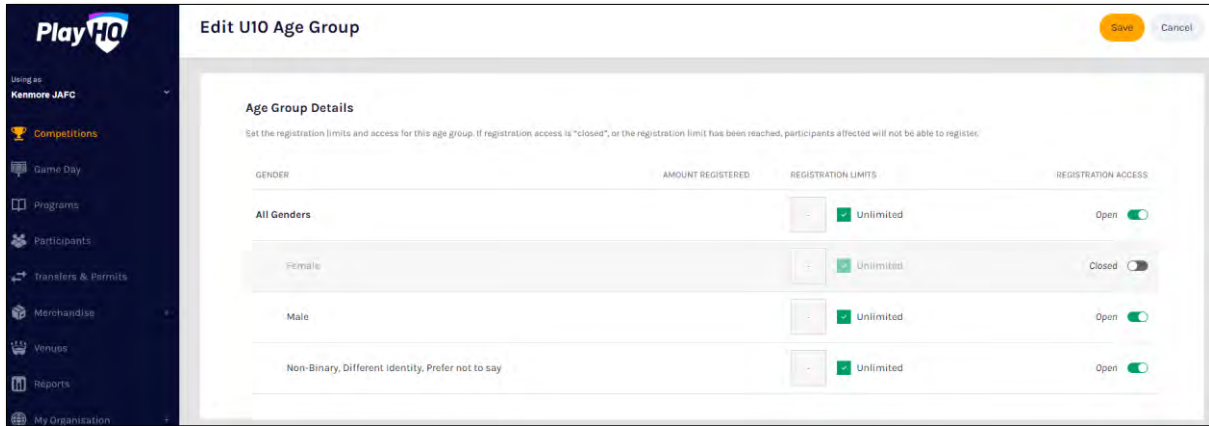 PlayHQ
Edit U10 Age Group
Save
Cancel
Using as
Kenmore JAFC
Competitions
Game Day
Programs
Participants
Transfers & Permits
Merchandise
Venues
Reports
My Organisation
Age Group Details
Set the registration limits and access for this age group. If registration access is "closed", or the registration limit has been reached, participants affected will not be able to register.
GENDER AMOUNT REGISTERED REGISTRATION LIMITS REGISTRATION ACCESS
All Genders - Unlimited Open
Female - Unlimited Closed
Male - Unlimited Open
Non-Binary, Different Identity, Prefer not to say - Unlimited Open